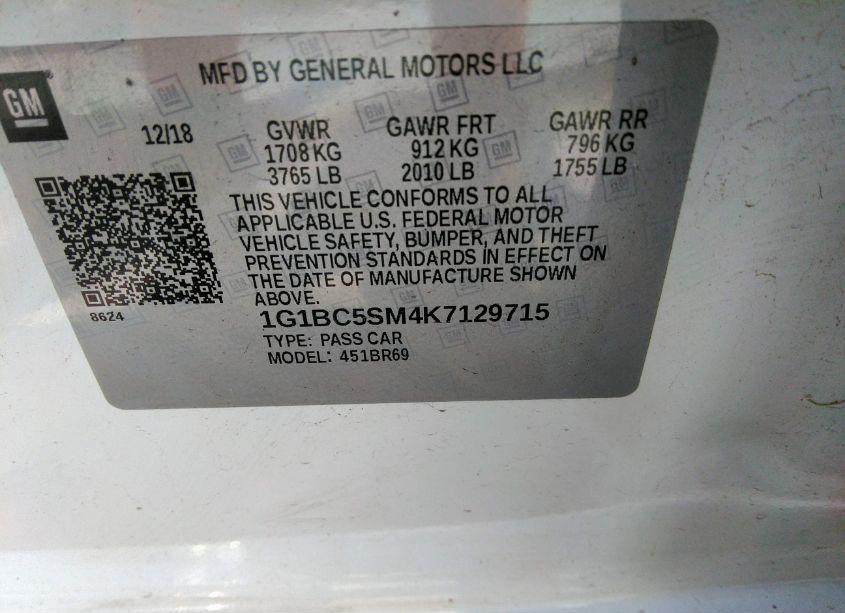 MFD BY GENERAL MOTORS LLC
GM
12/18 GVWR GAWR FRT GAWR RR
1708 KG 912 KG 796 KG
3765 LB 2010 LB 1755 LB
THIS VEHICLE CONFORMS TO ALL
APPLICABLE U.S. FEDERAL MOTOR
VEHICLE SAFETY, BUMPER, AND THEFT
PREVENTION STANDARDS IN EFFECT ON
THE DATE OF MANUFACTURE SHOWN
ABOVE.
8624
1G1BC5SM4K7129715
TYPE: PASS CAR
MODEL: 451BR69